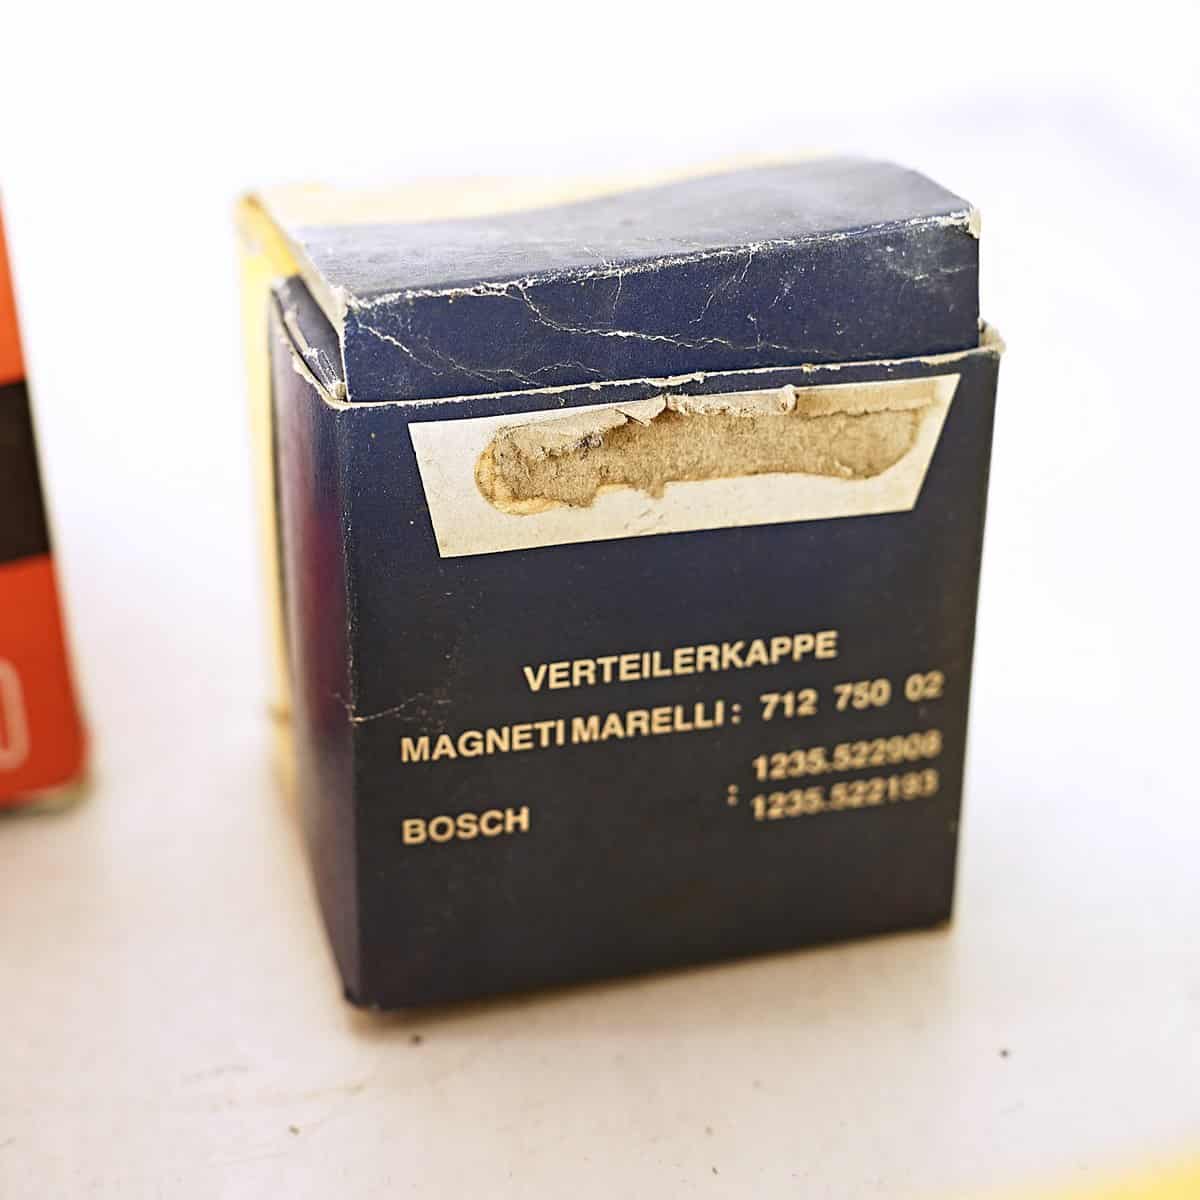 VERTEILERKAPPE
MAGNETI MARELLI: 712 750 02
1235.522908
BOSCH : 1235.522193